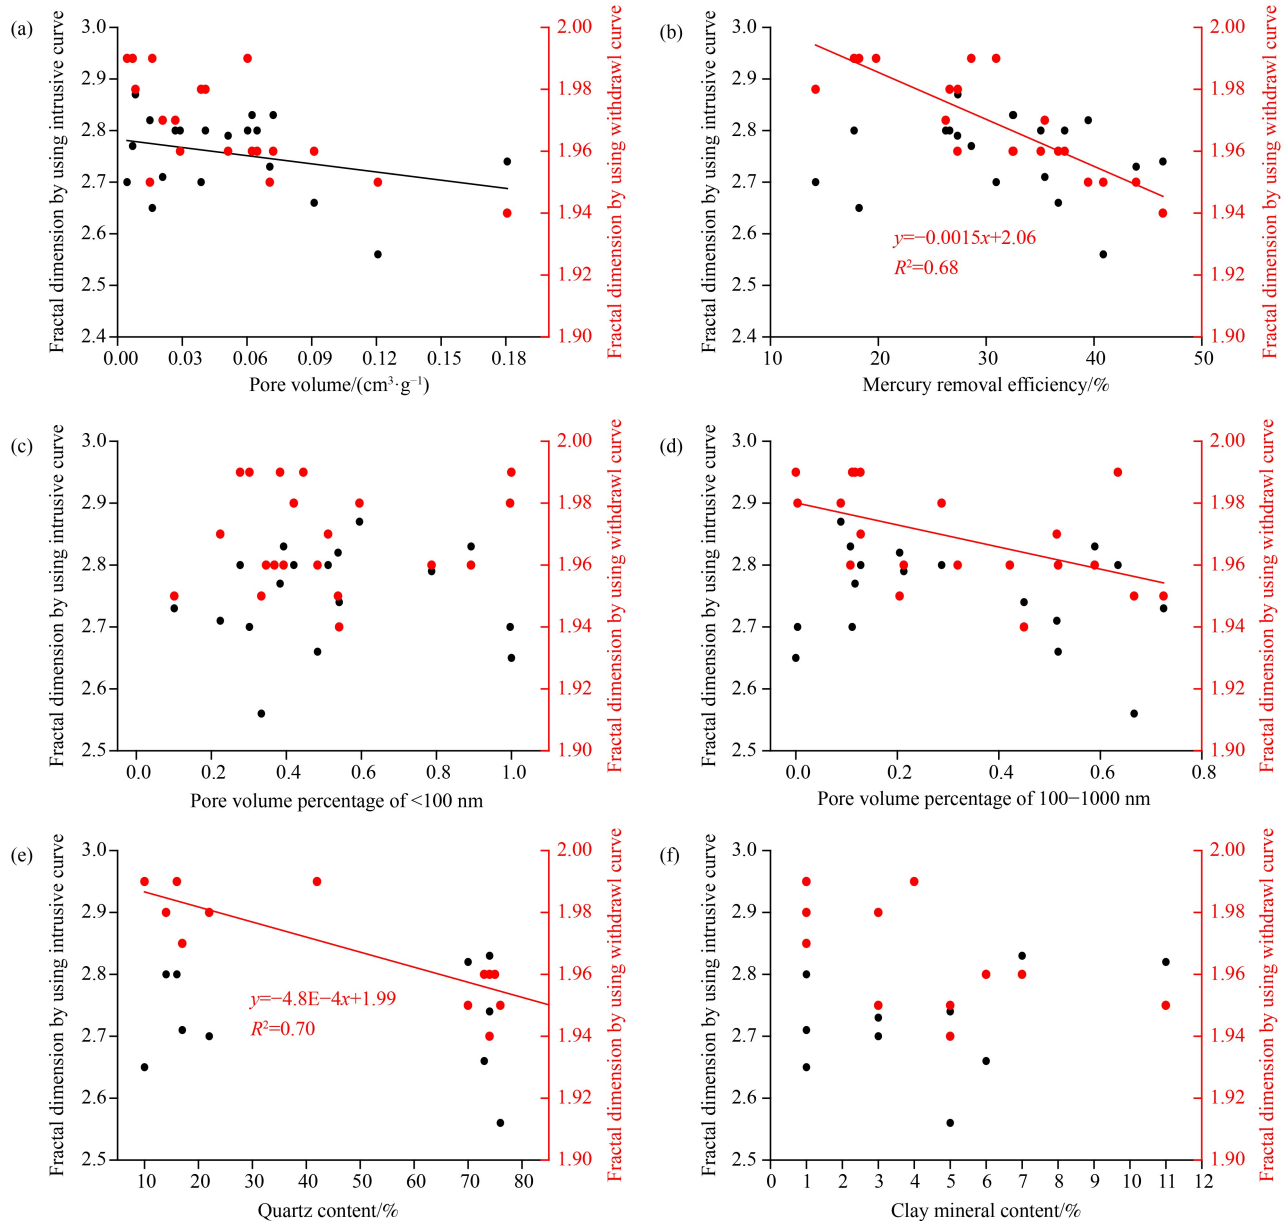 (a)
3.0
2.9
2.8
2.7
2.6
2.5
2.4
Fractal dimension by using intrusive curve
2.00
1.98
1.96
1.94
1.92
1.90
Fractal dimension by using withdrawl curve
0.00 0.03 0.06 0.09 0.12 0.15 0.18
Pore volume/(cm³·g⁻¹)
(b)
3.0
2.9
2.8
2.7
2.6
2.5
2.4
Fractal dimension by using intrusive curve
y=−0.0015x+2.06
R²=0.68
2.00
1.98
1.96
1.94
1.92
1.90
Fractal dimension by using withdrawl curve
10 20 30 40 50
Mercury removal efficiency/%
(c)
3.0
2.9
2.8
2.7
2.6
2.5
Fractal dimension by using intrusive curve
2.00
1.98
1.96
1.94
1.92
1.90
Fractal dimension by using withdrawl curve
0.0 0.2 0.4 0.6 0.8 1.0
Pore volume percentage of <100 nm
(d)
3.0
2.9
2.8
2.7
2.6
2.5
Fractal dimension by using intrusive curve
2.00
1.98
1.96
1.94
1.92
1.90
Fractal dimension by using withdrawl curve
0.0 0.2 0.4 0.6 0.8
Pore volume percentage of 100−1000 nm
(e)
3.0
2.9
2.8
2.7
2.6
2.5
Fractal dimension by using intrusive curve
y=−4.8E−4x+1.99
R²=0.70
2.00
1.98
1.96
1.94
1.92
1.90
Fractal dimension by using withdrawl curve
10 20 30 40 50 60 70 80
Quartz content/%
(f)
3.0
2.9
2.8
2.7
2.6
2.5
Fractal dimension by using intrusive curve
2.00
1.98
1.96
1.94
1.92
1.90
Fractal dimension by using withdrawl curve
0 1 2 3 4 5 6 7 8 9 10 11 12
Clay mineral content/%